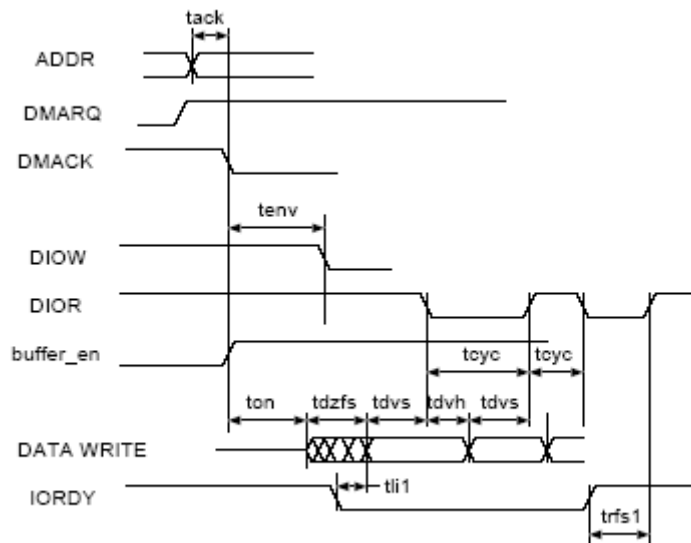 tack
ADDR
DMARQ
DMACK
tenv
DIOW
DIOR
buffer_en
tcyc tcyc
ton tdzfs tdvs tdvh tdvs
DATA WRITE
tli1
IORDY
trfs1